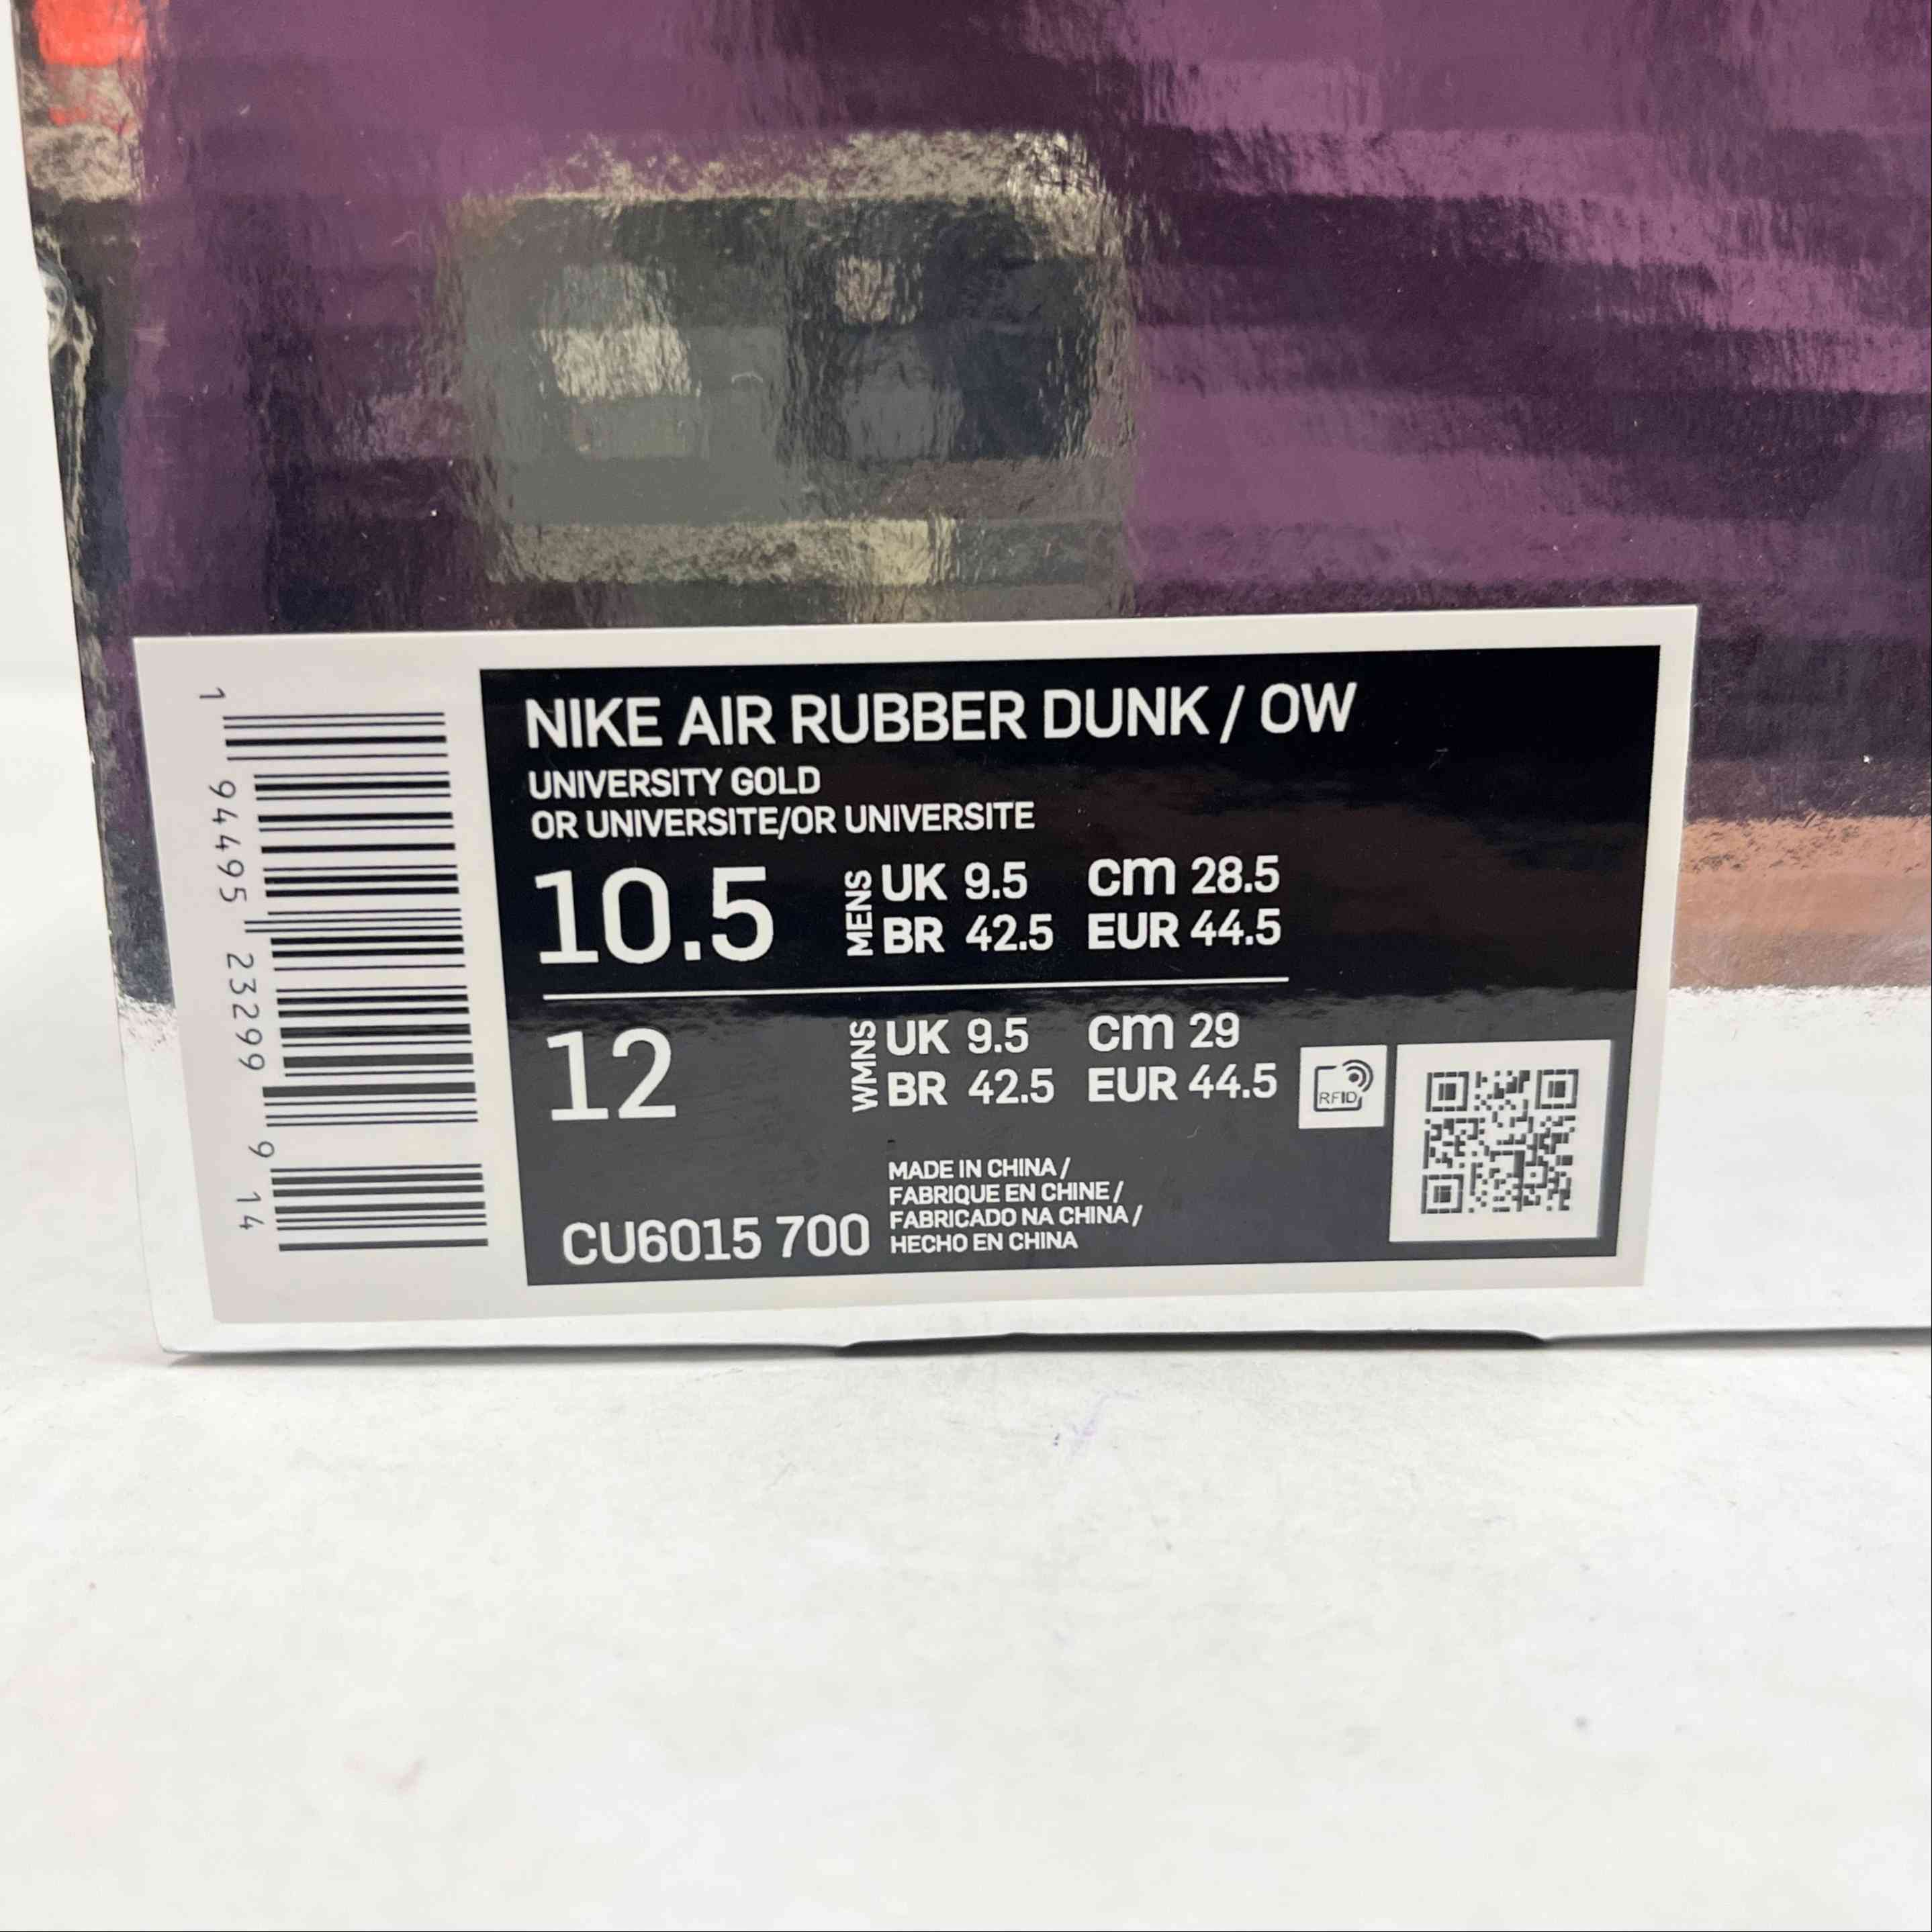 NIKE AIR RUBBER DUNK / OW
UNIVERSITY GOLD
OR UNIVERSITE/OR UNIVERSITE
10.5 MENS UK 9.5 cm 28.5
BR 42.5 EUR 44.5
12 WMNS UK 9.5 cm 29
BR 42.5 EUR 44.5
RFID
MADE IN CHINA /
FABRIQUE EN CHINE /
FABRICADO NA CHINA /
HECHO EN CHINA
CU6015 700
1 94495 23299 9 14